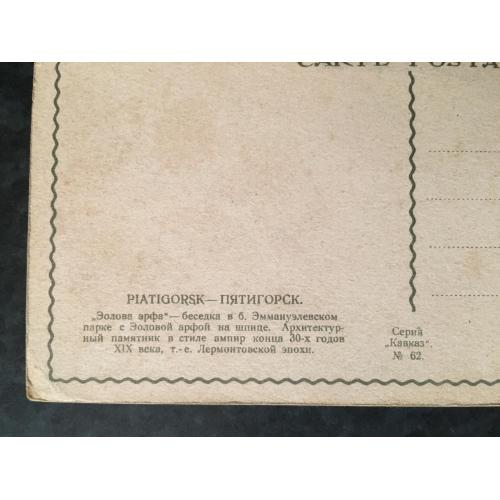 CARTE POSTA
PIATIGORSK—ПЯТИГОРСК.
„Эолова арфа“—беседка в б. Эммануэлевском
парке с Эоловой арфой на шпице. Архитектур-
ный памятник в стиле ампир конца 30-х годов
XIX века, т.-е. Лермонтовской эпохи.
Серия
„Кавказ“.
№ 62.